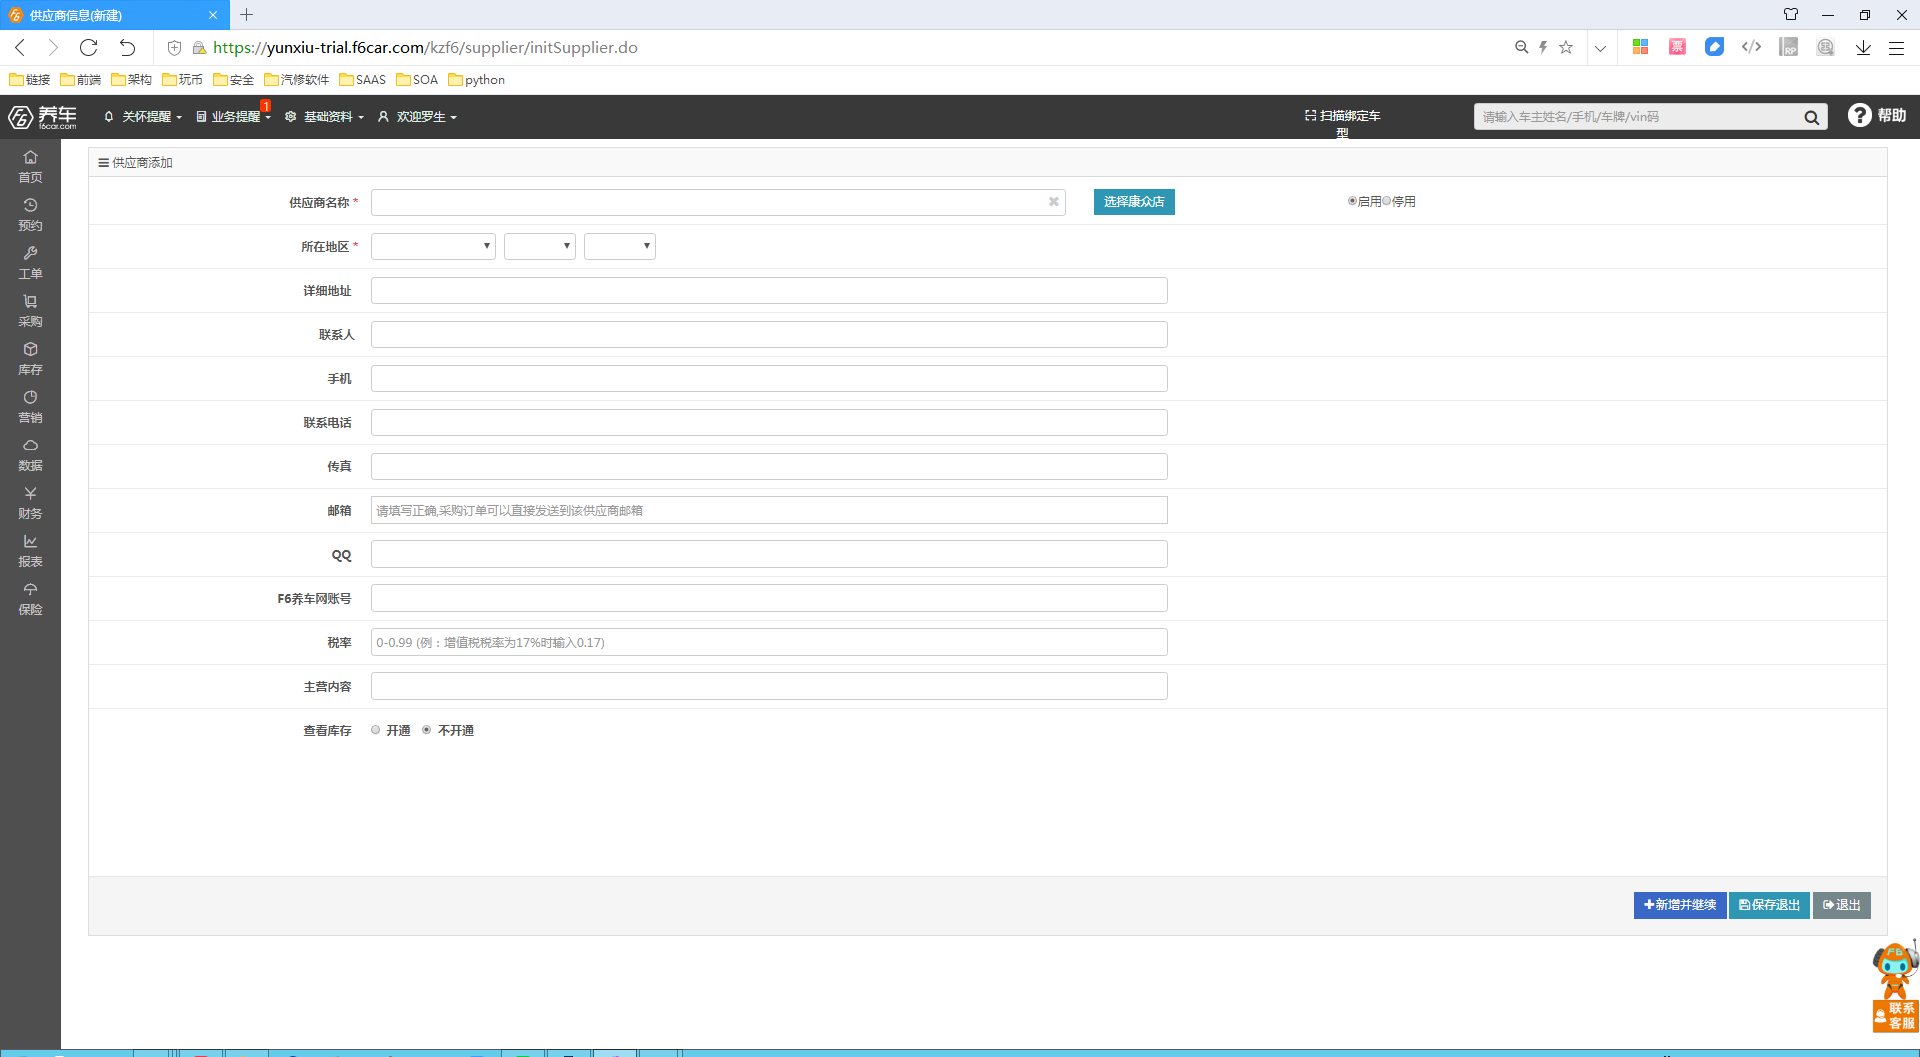 供应商信息(新建)
https://yunxiu-trial.f6car.com/kzf6/supplier/initSupplier.do
链接 前端 架构 玩币 安全 汽修软件 SAAS SOA python
F6 养车 f6car.com 关怀提醒 业务提醒 1 基础资料 欢迎罗生 扫描绑定车型 请输入车主姓名/手机/车牌/vin码 ? 帮助
首页
预约
工单
采购
库存
营销
数据
财务
报表
保险
供应商添加
供应商名称 * 选择康众店 启用 停用
所在地区 *
详细地址
联系人
手机
联系电话
传真
邮箱 请填写正确,采购订单可以直接发送到该供应商邮箱
QQ
F6养车网账号
税率 0-0.99 (例：增值税税率为17%时输入0.17)
主营内容
查看库存 开通 不开通
新增并继续 保存退出 退出
F6
联系
客服